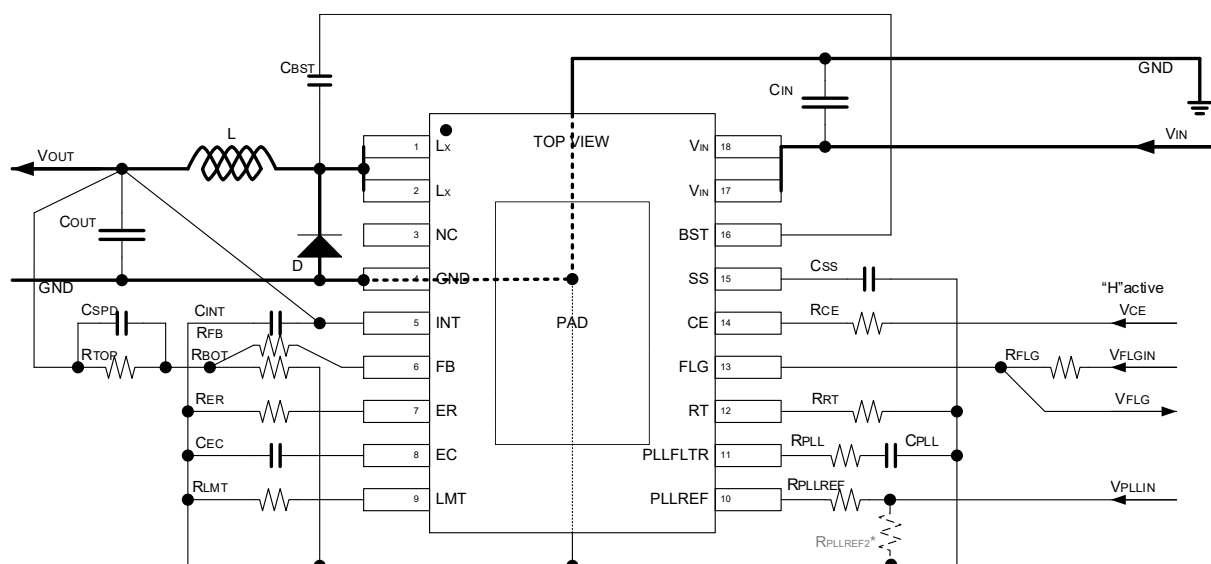 CBST
GND
CIN
L
1 LX
TOP VIEW
VIN 18
VIN
VOUT
2 LX
VIN 17
COUT
3 NC
BST 16
D
4 GND
SS 15
CSS
GND
"H"active
CSPD
CINT
5 INT
PAD
CE 14
RCE
VCE
RFB
RTOP
RBOT
6 FB
FLG 13
RFLG
VFLGIN
RER
7 ER
RT 12
RRT
VFLG
CEC
8 EC
PLLFLTR 11
RPLL
CPLL
RLMT
9 LMT
PLLREF 10
RPLLREF
VPLLIN
RPLLREF2*